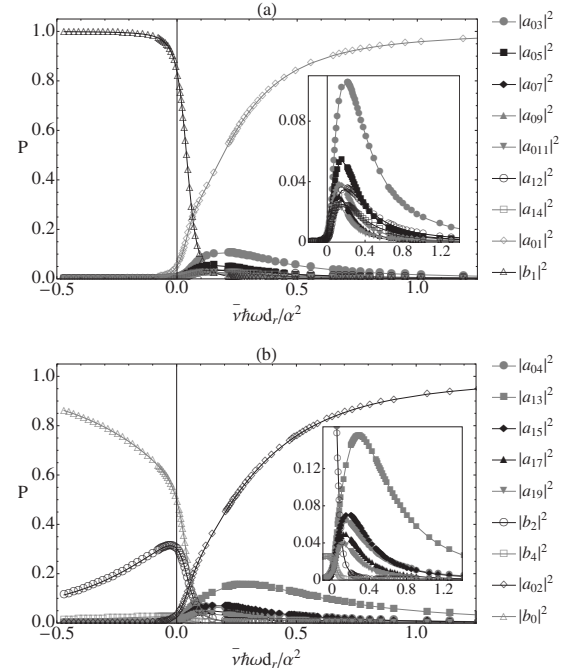 (a)
1.0
0.8
0.6
0.4
0.2
0.0
P
−0.5
0.0
0.5
1.0
ν̄ħωd_r/α²
0.08
0.04
0
0
0.4
0.8
1.2
|a₀₃|²
|a₀₅|²
|a₀₇|²
|a₀₉|²
|a₀₁₁|²
|a₁₂|²
|a₁₄|²
|a₀₁|²
|b₁|²
(b)
1.0
0.8
0.6
0.4
0.2
0.0
P
−0.5
0.0
0.5
1.0
ν̄ħωd_r/α²
0.12
0.08
0.04
0
0
0.4
0.8
1.2
|a₀₄|²
|a₁₃|²
|a₁₅|²
|a₁₇|²
|a₁₉|²
|b₂|²
|b₄|²
|a₀₂|²
|b₀|²